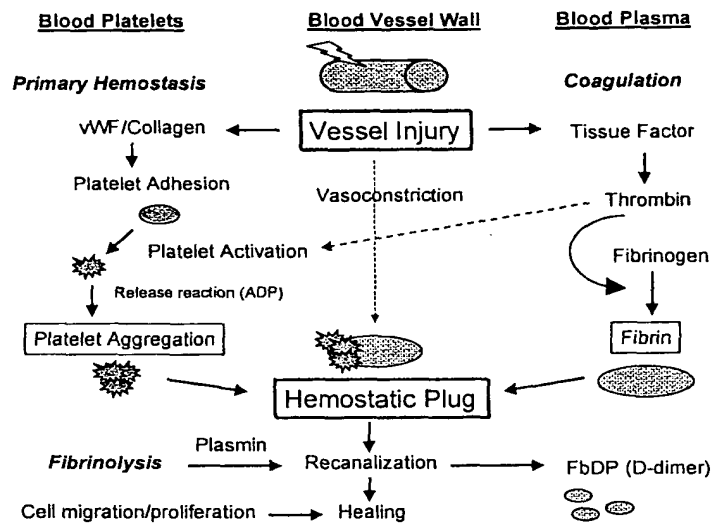 Blood Platelets
Blood Vessel Wall
Blood Plasma
Primary Hemostasis
Coagulation
vWF/Collagen
Vessel Injury
Tissue Factor
Platelet Adhesion
Vasoconstriction
Thrombin
Platelet Activation
Fibrinogen
Release reaction (ADP)
Platelet Aggregation
Fibrin
Hemostatic Plug
Plasmin
Fibrinolysis
Recanalization
FbDP (D-dimer)
Cell migration/proliferation
Healing